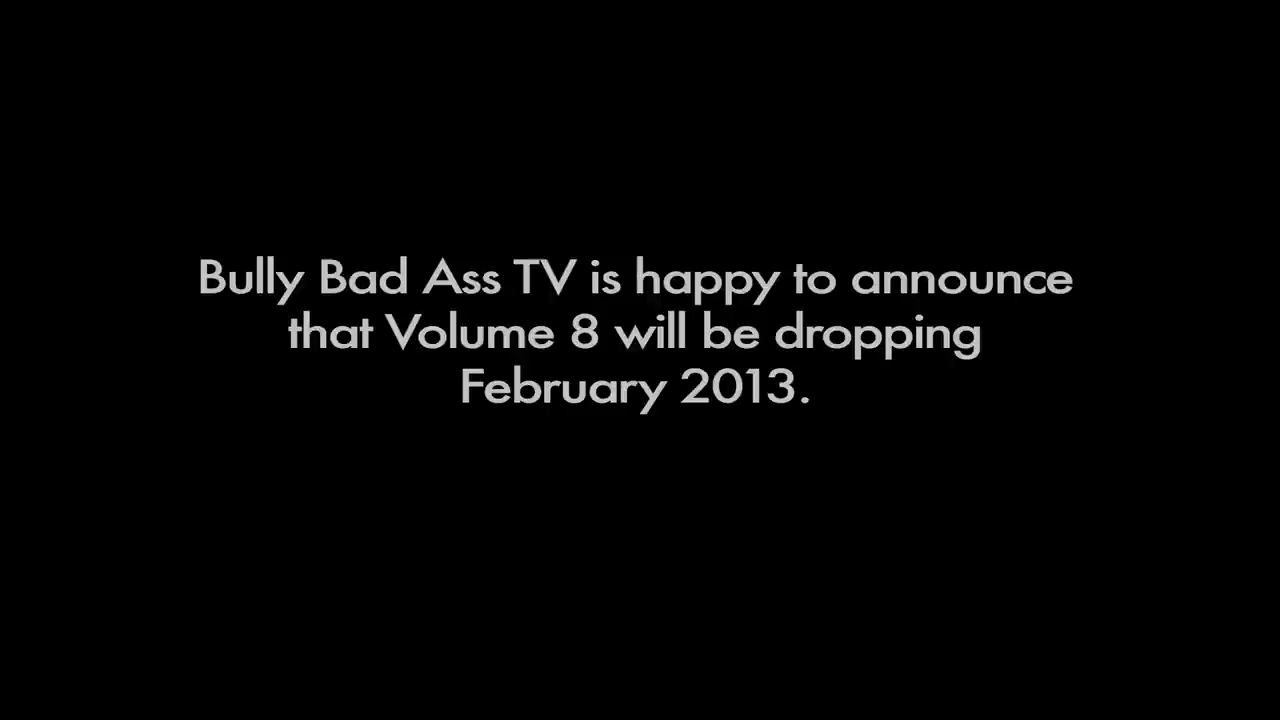 Bully Bad Ass TV is happy to announce
that Volume 8 will be dropping
February 2013.